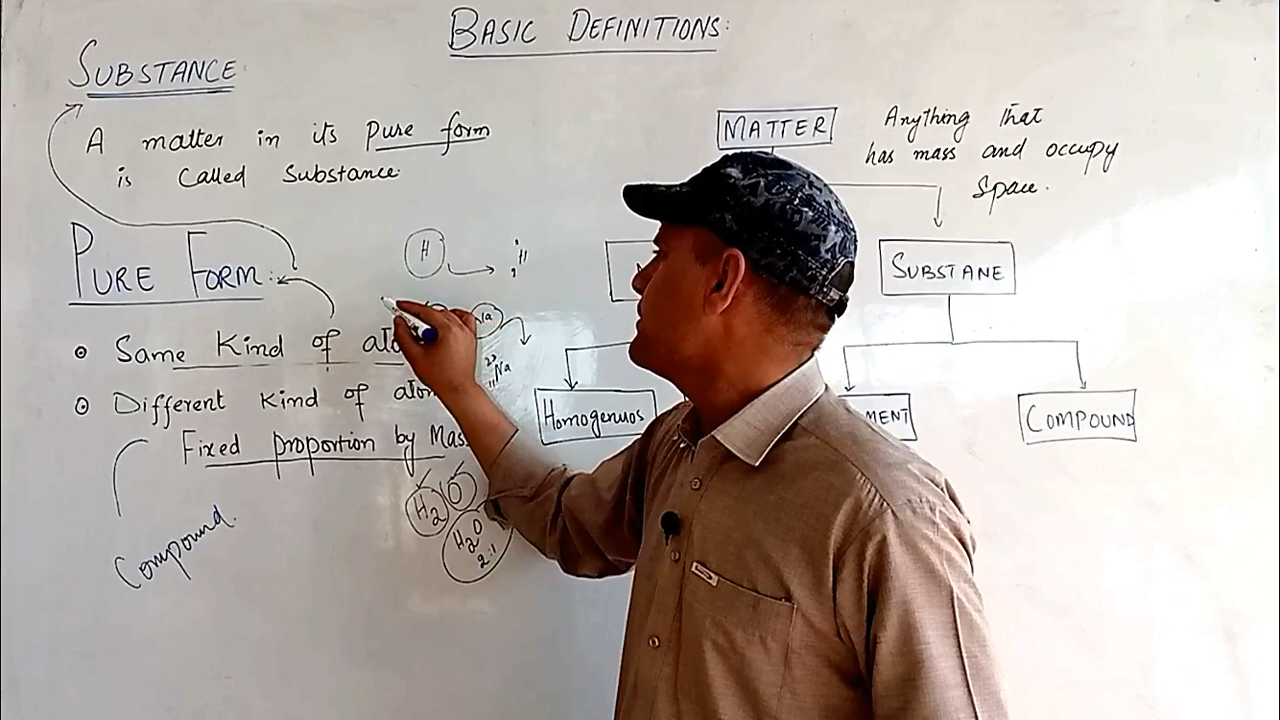 BASIC DEFINITIONS:
SUBSTANCE
A matter in its pure form
is called Substance.
PURE FORM:
Same Kind of
Different Kind of
Fixed proportion by
Compound.
H
11
Na
23
11
H2 O
H2O
2:1
MATTER
Anything that
has mass and occupy
Space.
SUBSTANE
Homogenuos
COMPOUND